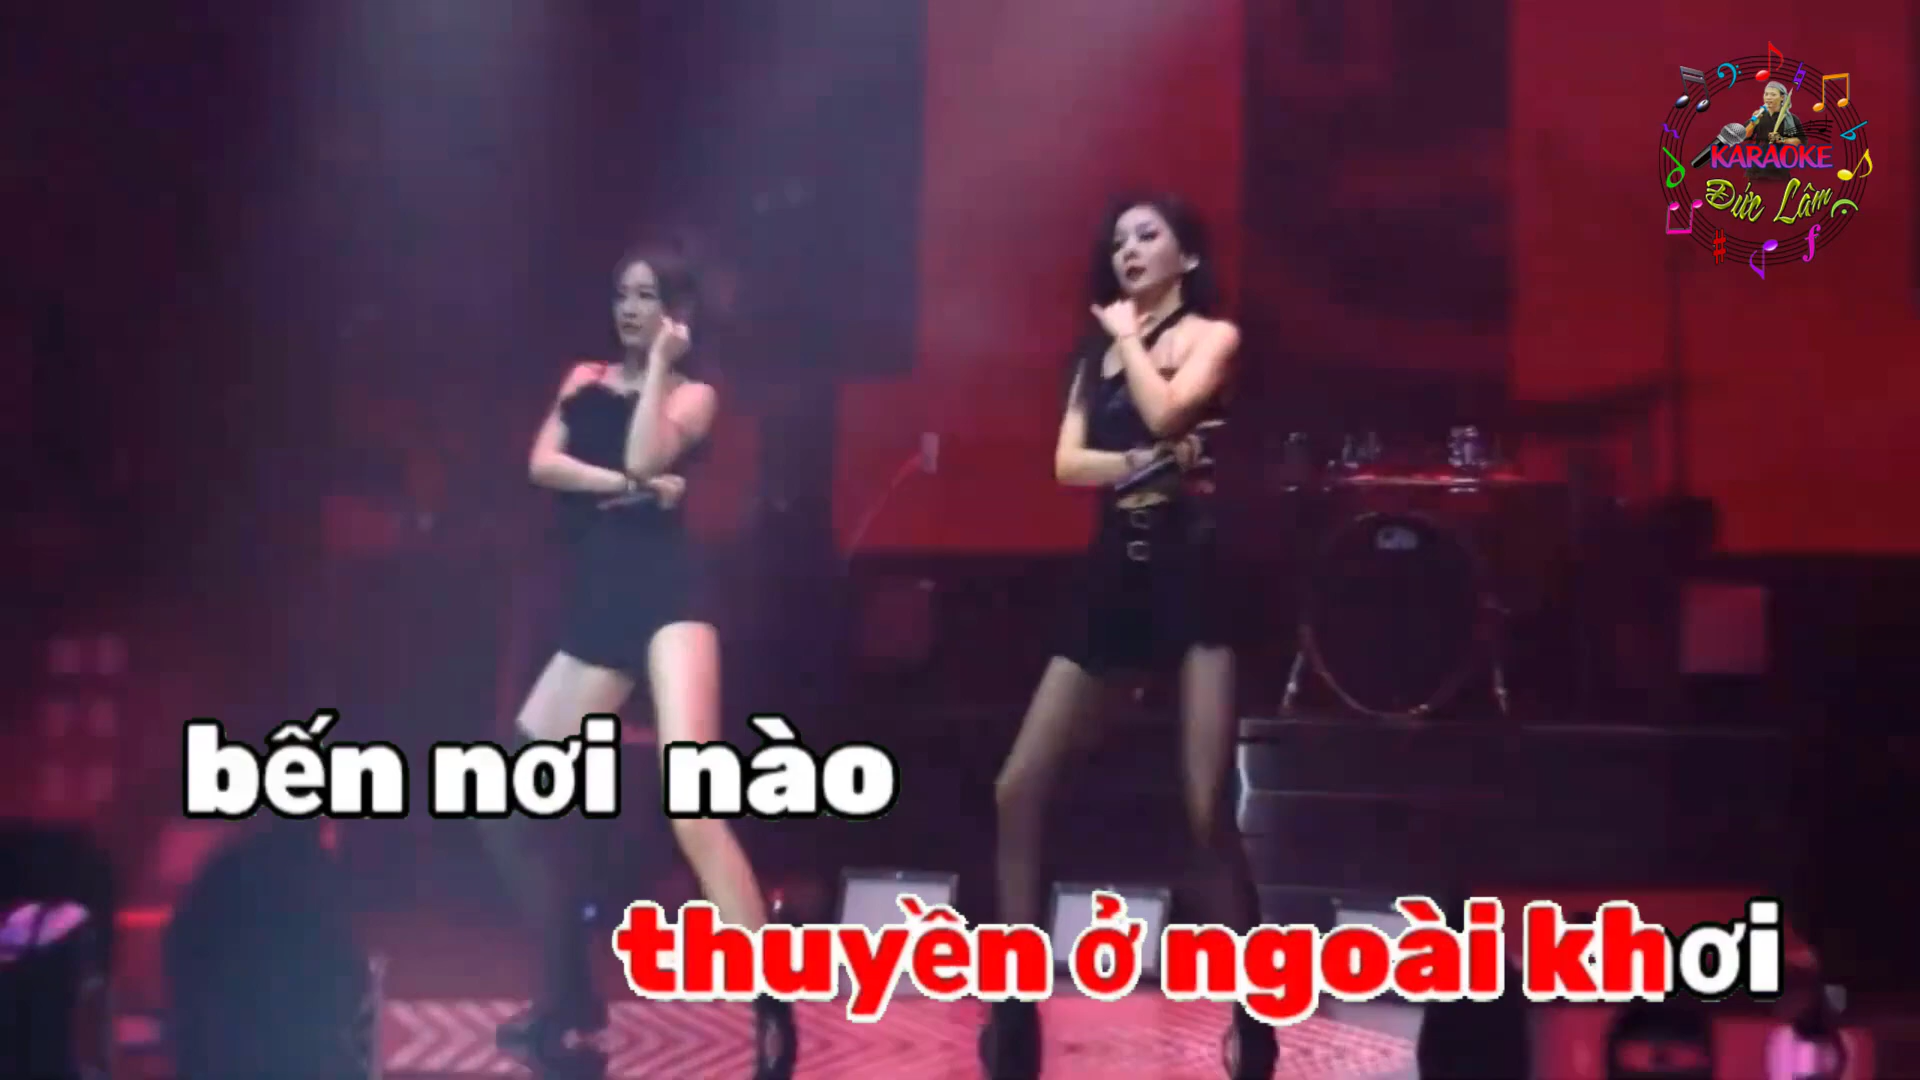 KARAOKE
Đức Lâm
bến nơi nào
thuyền ở ngoài khơi